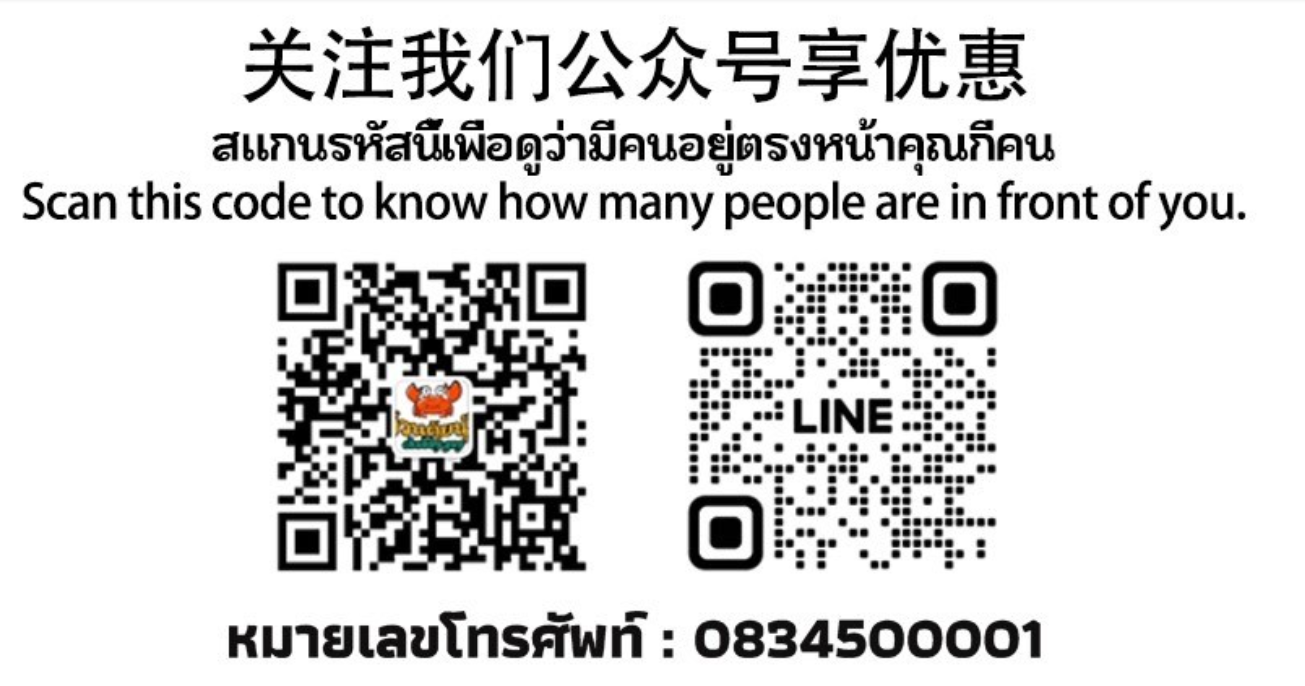 关注我们公众号享优惠
สแกนรหัสนี้เพื่อดูว่ามีคนอยู่ตรงหน้าคุณกี่คน
Scan this code to know how many people are in front of you.
LINE
หมายเลขโทรศัพท์ : 0834500001